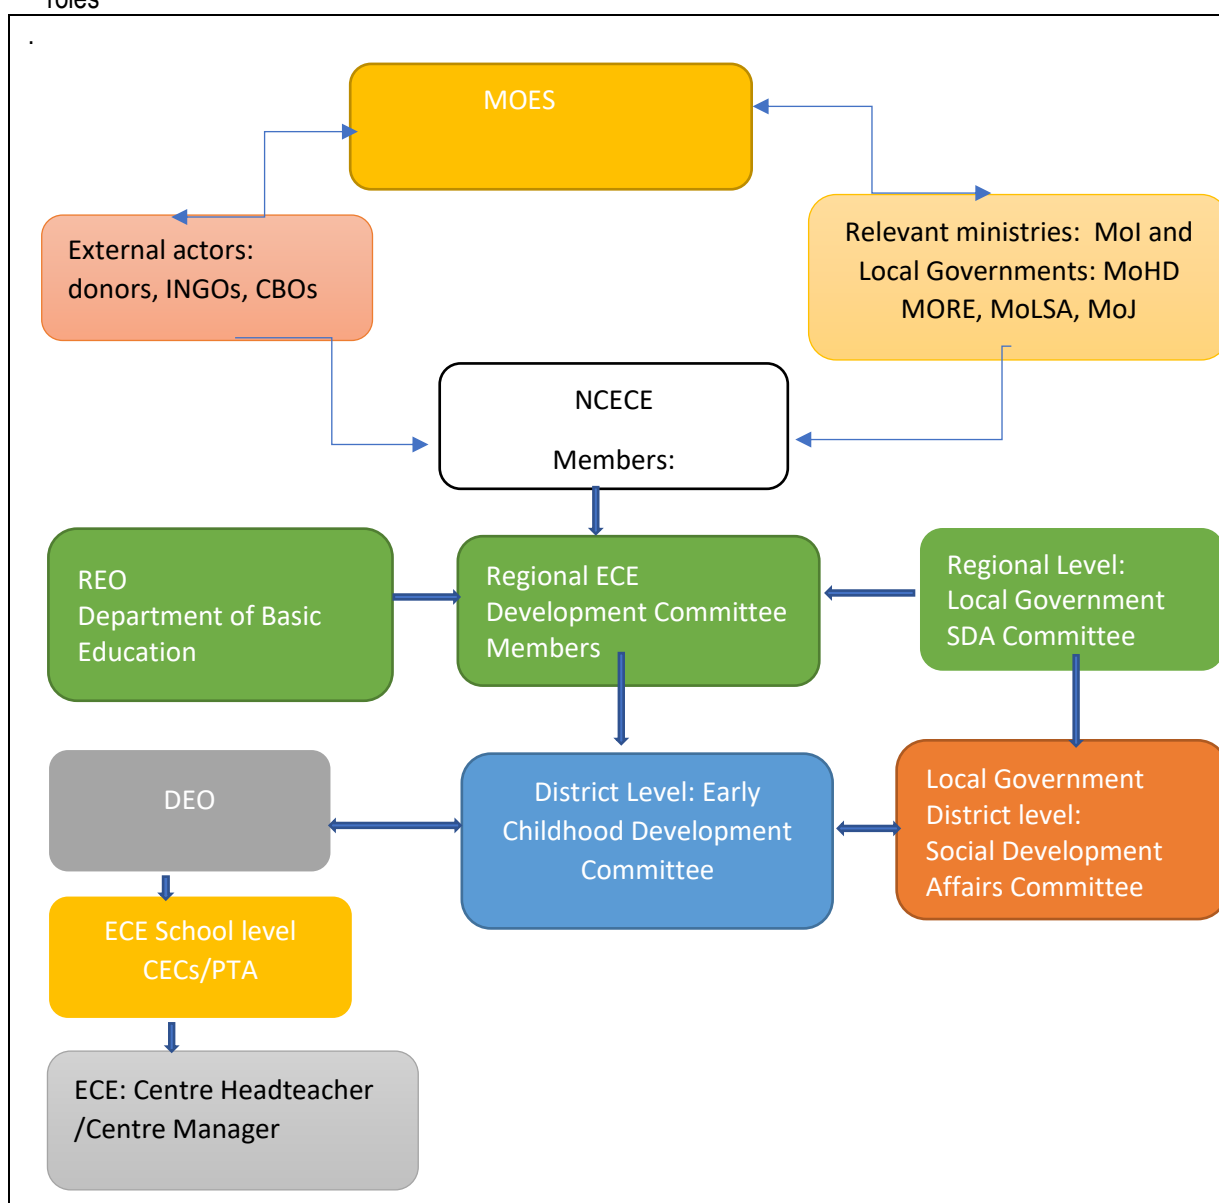 roles
.
MOES
External actors:
donors, INGOs, CBOs
Relevant ministries: MoI and
Local Governments: MoHD
MORE, MoLSA, MoJ
NCECE
Members:
REO
Department of Basic
Education
Regional ECE
Development Committee
Members
Regional Level:
Local Government
SDA Committee
DEO
District Level: Early
Childhood Development
Committee
Local Government
District level:
Social Development
Affairs Committee
ECE School level
CECs/PTA
ECE: Centre Headteacher
/Centre Manager